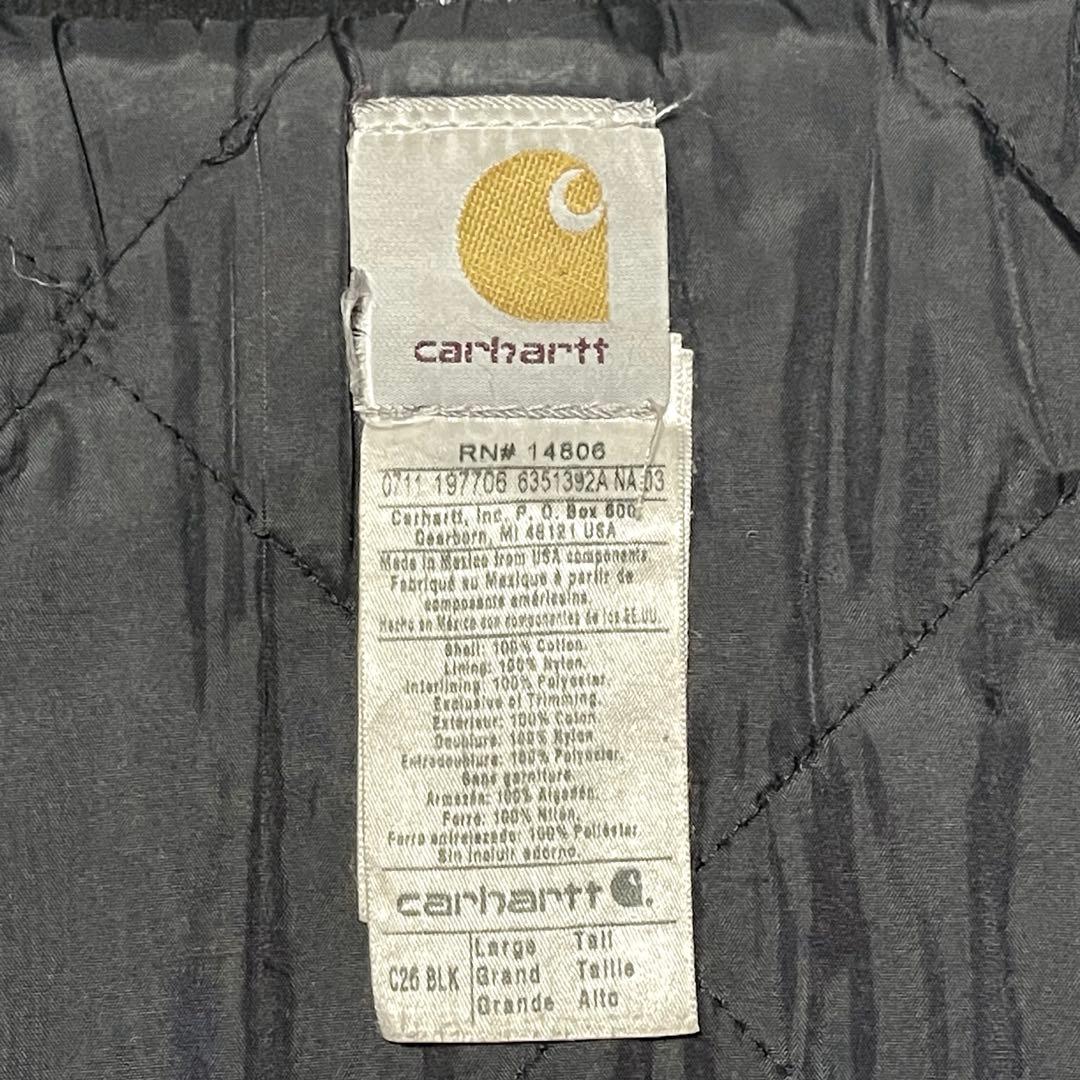 carhartt
RN# 14806
0711 197706 6351392A NA 03
Carhartt, Inc. P. O. Box 600,
Dearborn, MI 48121 USA
Made in Mexico from USA components.
Fabriqué au Mexique à partir de
composants américains.
Hecho en México con componentes de los EE.UU.
Shell: 100% Cotton.
Lining: 100% Nylon.
Interlining: 100% Polyester.
Exclusive of Trimming.
Extérieur: 100% Coton
Doublure: 100% Nylon
Entredoublure: 100% Polyester.
Sans garniture.
Armazón: 100% Algodón.
Forro: 100% Nilón.
Forro entrelazado: 100% Poliéster.
Sin incluir adorno.
carhartt
C26 BLK
Large Tall
Grand Taille
Grande Alto